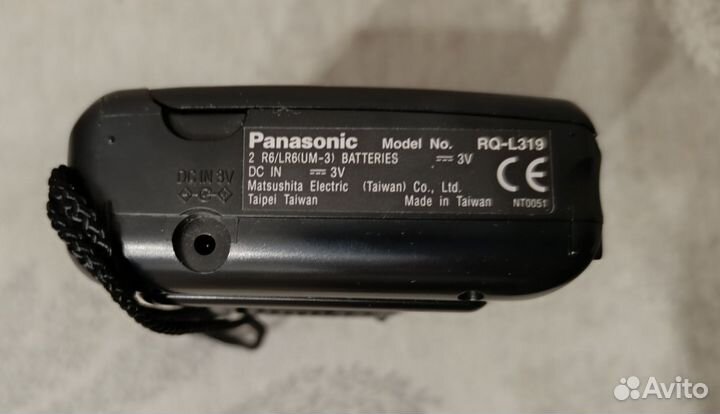 Panasonic Model No. RQ-L319
2 R6/LR6(UM-3) BATTERIES ⎓ 3V
DC IN ⎓ 3V
Matsushita Electric (Taiwan) Co., Ltd.
Taipei Taiwan Made in Taiwan
CE
NT0051
DC IN 3V
Avito